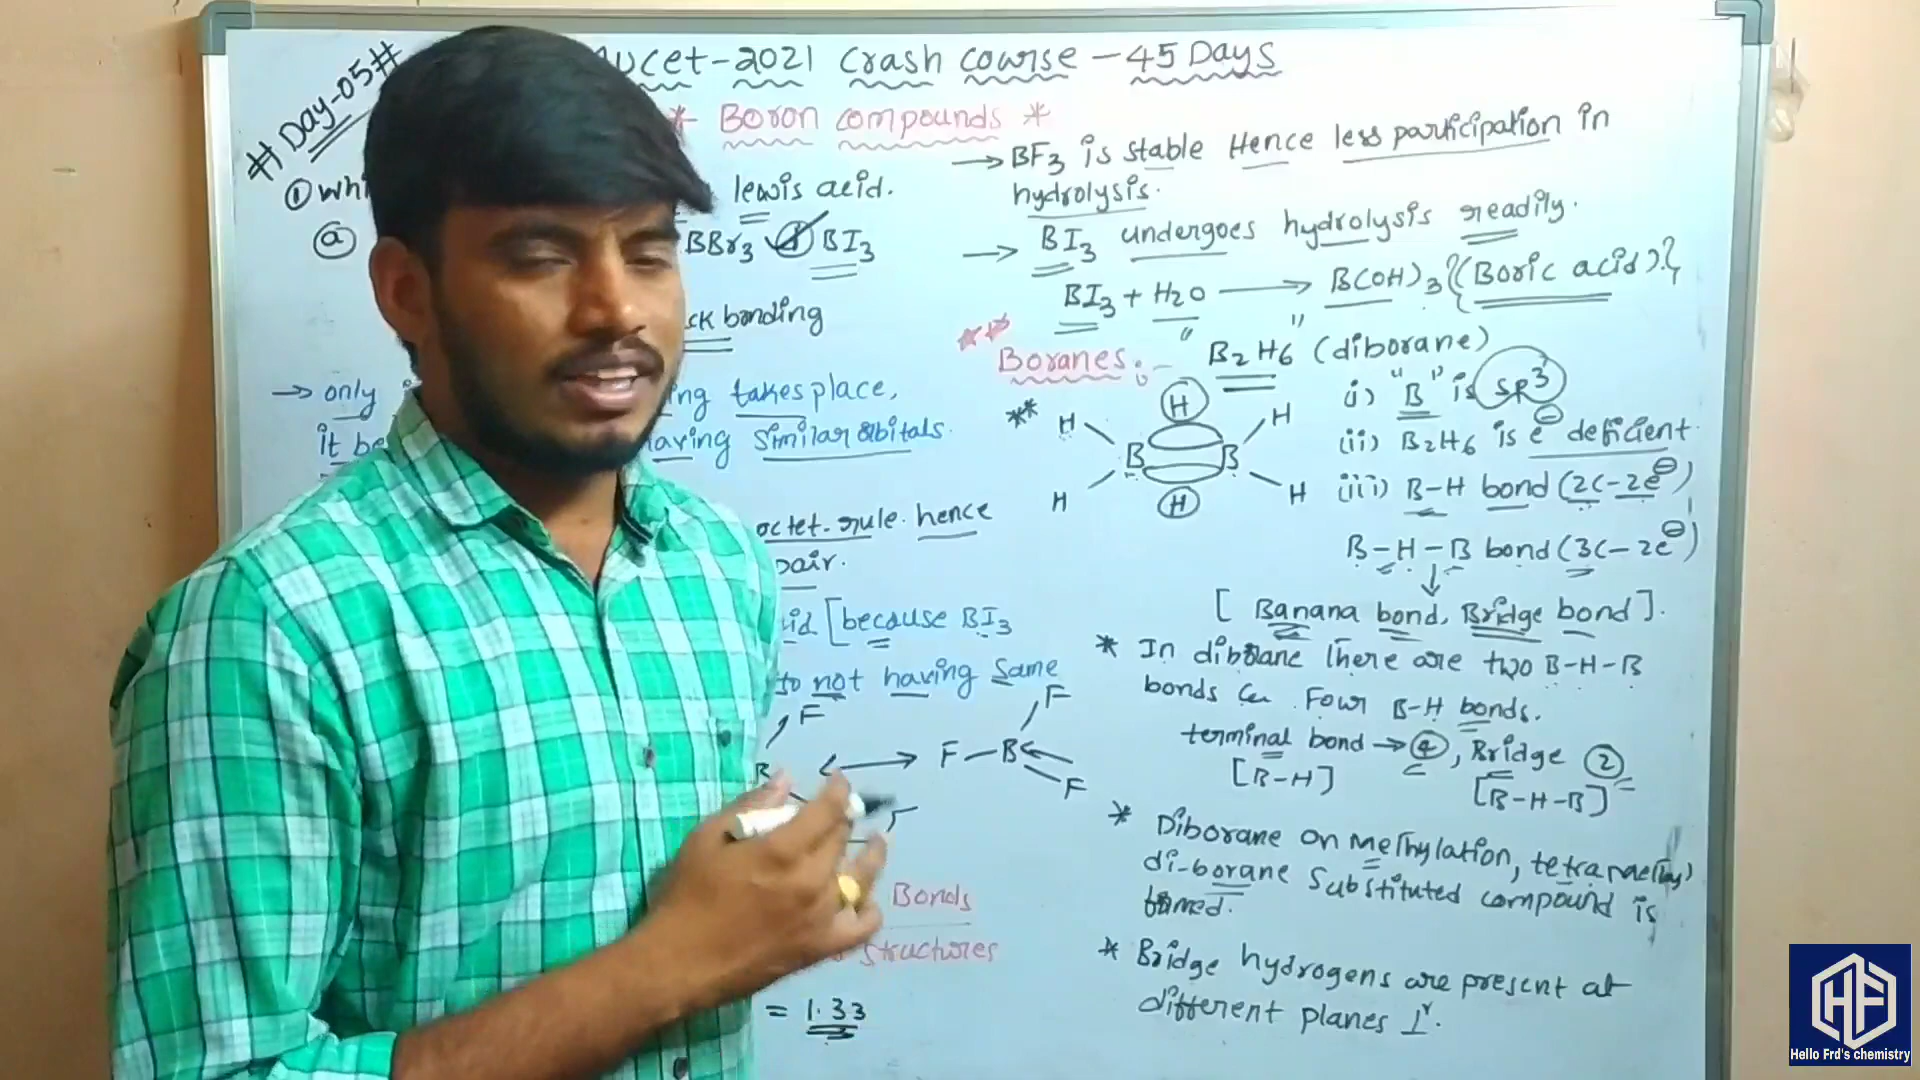 #Day-05#
ucet-2021 Crash Course - 45 Days
* Boron compounds *
① whi lewis acid.
ⓐ BBr3 ⓓ BI3
ck bonding
→ only ing takes place,
it be aving similar orbitals.
octet-rule. hence
pair.
id [because BI3
to not having same
F
B ⟷ F-B F
F
Bonds
structures
= 1.33
→ BF3 is stable Hence less participation in
hydrolysis.
→ BI3 undergoes hydrolysis readily.
BI3 + H2O → B(OH)3 {(Boric acid)}
** Boranes:- B2H6 (diborane)
** H H H
B B
H H H
i) "B" is SP3
(ii) B2H6 is e⊖ deficient.
(iii) B-H bond (2C-2e⊖)
B-H-B bond (3C-2e⊖)
[Banana bond, Bridge bond].
* In diborane there are two B-H-B
bonds & Four B-H bonds.
terminal bond → ④, Bridge ②
[B-H] [B-H-B]
* Diborane on Methylation, tetra
di-borane substituted compound is
formed.
* Bridge hydrogens are present at
different planes ⊥r.
HF
Hello Frd's chemistry